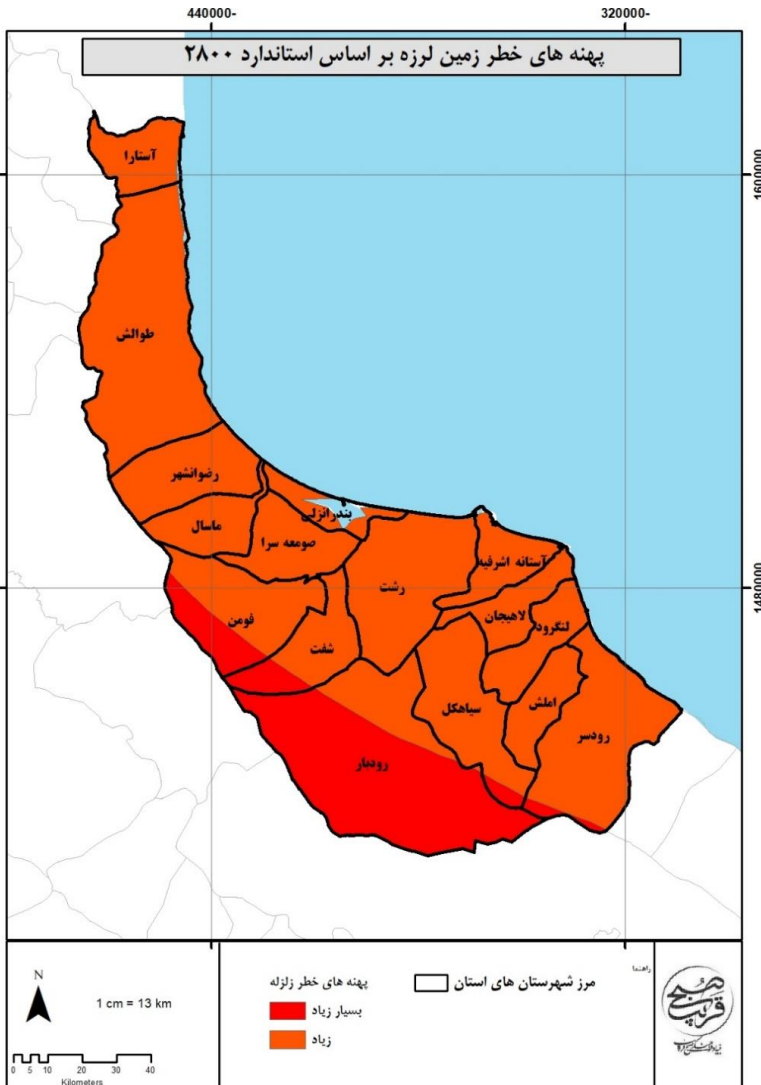 440000-
320000-
پهنه های خطر زمین لرزه بر اساس استاندارد ۲۸۰۰
1600000
1480000
آستارا
طوالش
رضوانشهر
ماسال
بندرانزلی
صومعه سرا
رشت
آستانه اشرفیه
لاهیجان
لنگرود
فومن
شفت
سیاهکل
املش
رودسر
رودبار
راهنما
مرز شهرستان های استان
پهنه های خطر زلزله
بسیار زیاد
زیاد
N
1 cm = 13 km
0 5 10 20 30 40
Kilometers
صبح قریب